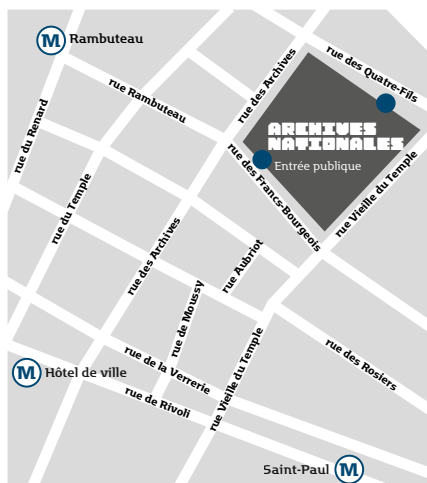 M Rambuteau
rue des Quatre-Fils
rue des Archives
rue Rambuteau
ARCHIVES
NATIONALES
Entrée publique
rue du Renard
rue des Francs-Bourgeois
rue Vieille du Temple
rue du Temple
rue des Archives
rue Aubriot
rue de Moussy
rue des Rosiers
rue de la Verrerie
rue Vieille du Temple
M Hôtel de ville
rue de Rivoli
Saint-Paul M